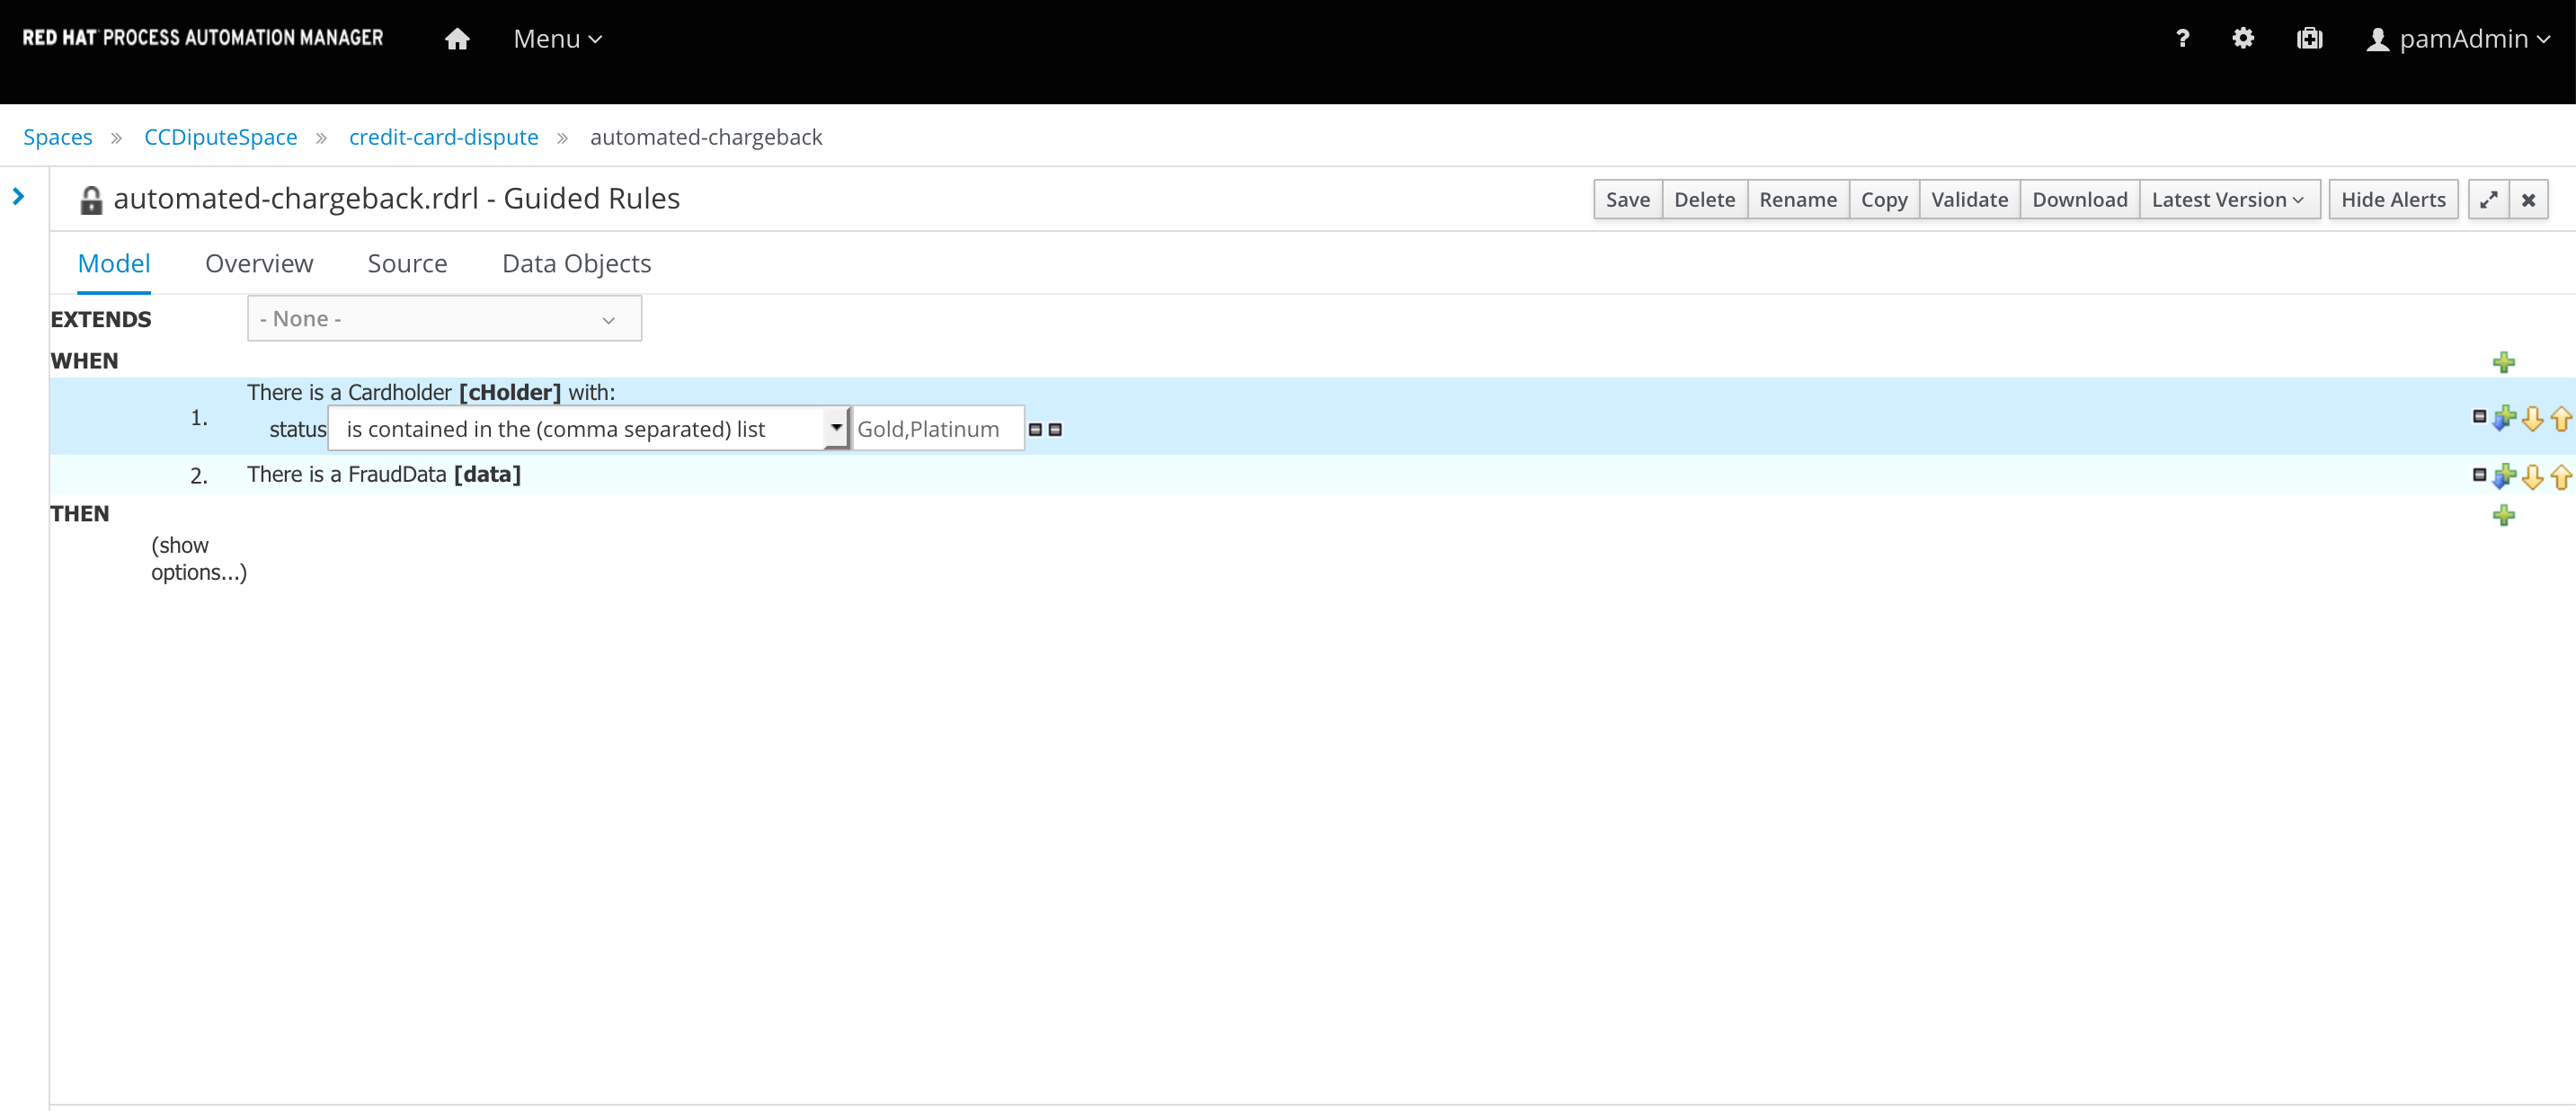 RED HAT PROCESS AUTOMATION MANAGER Menu ? pamAdmin
Spaces » CCDiputeSpace » credit-card-dispute » automated-chargeback
automated-chargeback.rdrl - Guided Rules Save Delete Rename Copy Validate Download Latest Version Hide Alerts
Model Overview Source Data Objects
EXTENDS - None -
WHEN
There is a Cardholder [cHolder] with:
1. status is contained in the (comma separated) list Gold,Platinum
2. There is a FraudData [data]
THEN
(show
options...)